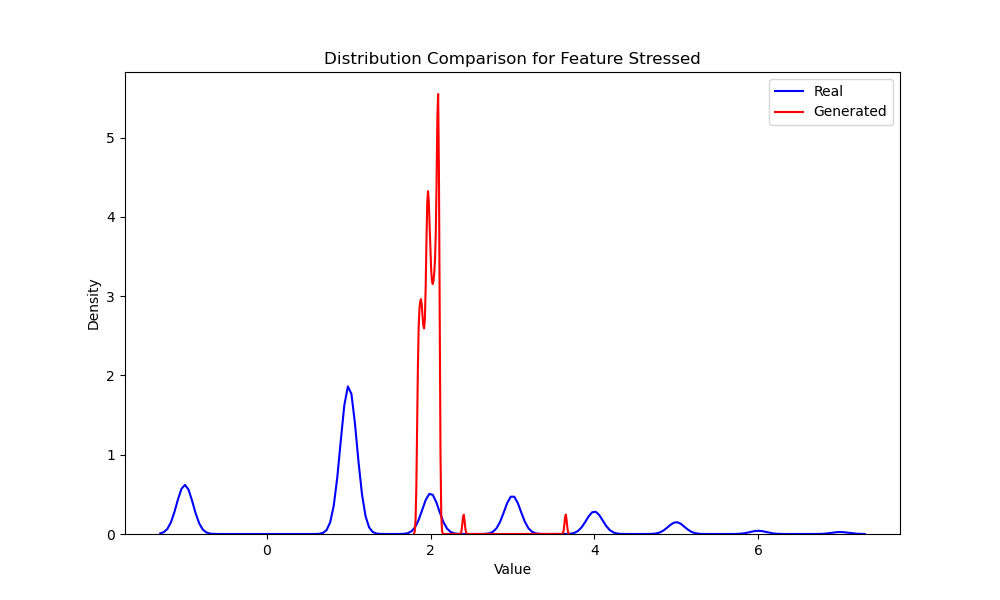 Distribution Comparison for Feature Stressed
Real
Generated
5
4
3
2
1
0
Density
0 2 4 6
Value